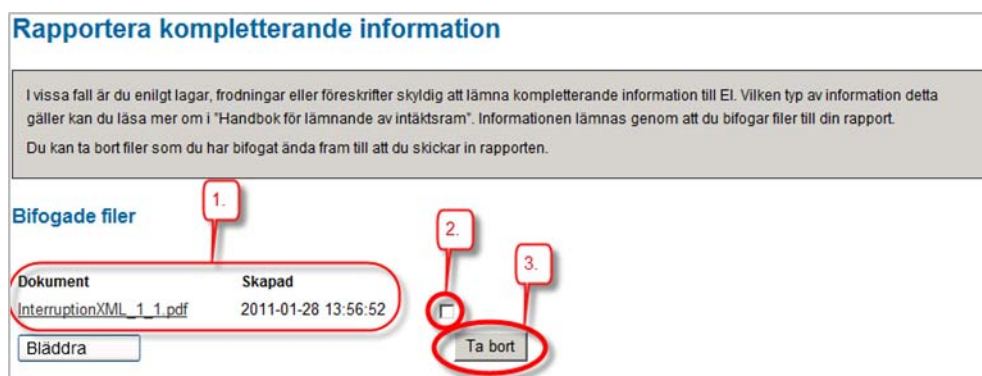 Rapportera kompletterande information
I vissa fall är du enilgt lagar, frodningar eller föreskrifter skyldig att lämna kompletterande information till EI. Vilken typ av information detta
gäller kan du läsa mer om i "Handbok för lämnande av intäktsram". Informationen lämnas genom att du bifogar filer till din rapport.
Du kan ta bort filer som du har bifogat ända fram till att du skickar in rapporten.
1.
Bifogade filer
2.
3.
Dokument Skapad
InterruptionXML_1_1.pdf 2011-01-28 13:56:52
Bläddra Ta bort